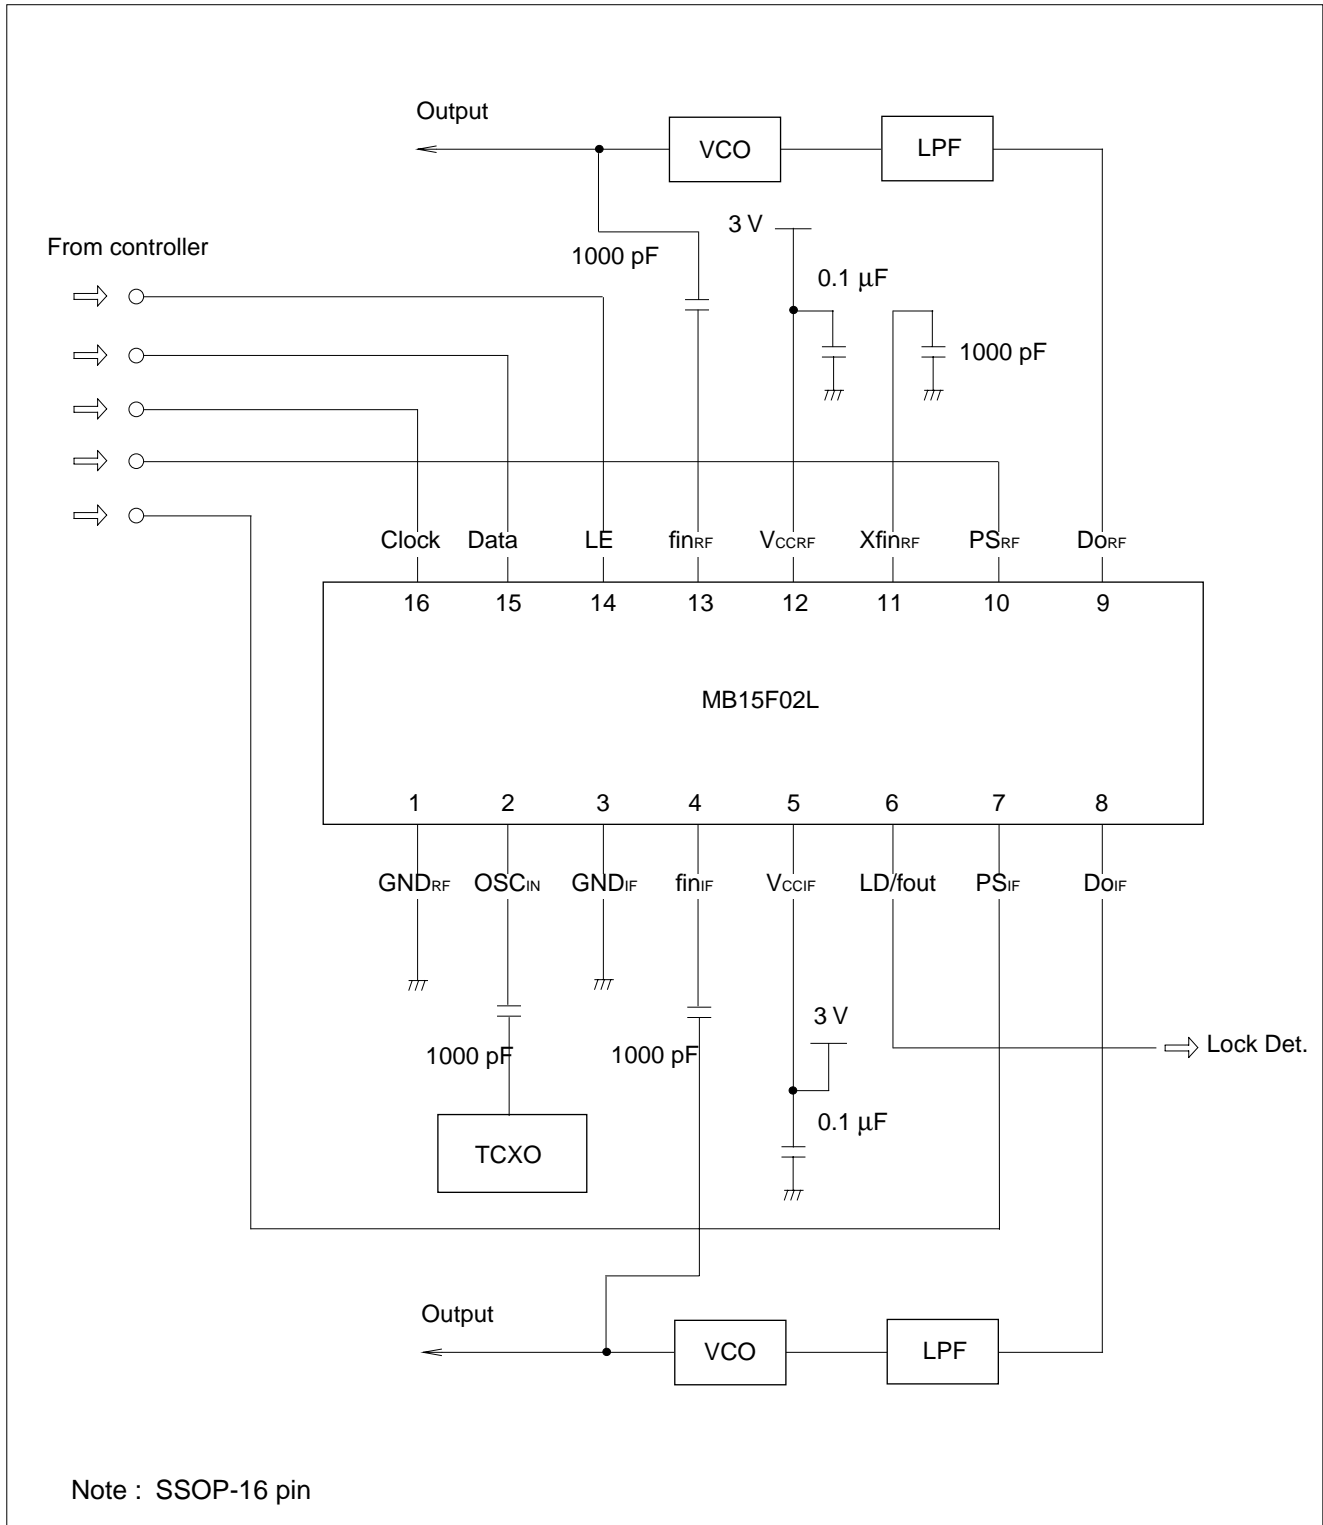 Output
VCO
LPF
3 V
From controller
1000 pF
0.1 µF
1000 pF
Clock Data LE finRF VCCRF XfinRF PSRF DoRF
16 15 14 13 12 11 10 9
MB15F02L
1 2 3 4 5 6 7 8
GNDRF OSCIN GNDIF finIF VCCIF LD/fout PSIF DoIF
3 V
1000 pF
1000 pF
Lock Det.
0.1 µF
TCXO
Output
VCO
LPF
Note : SSOP-16 pin